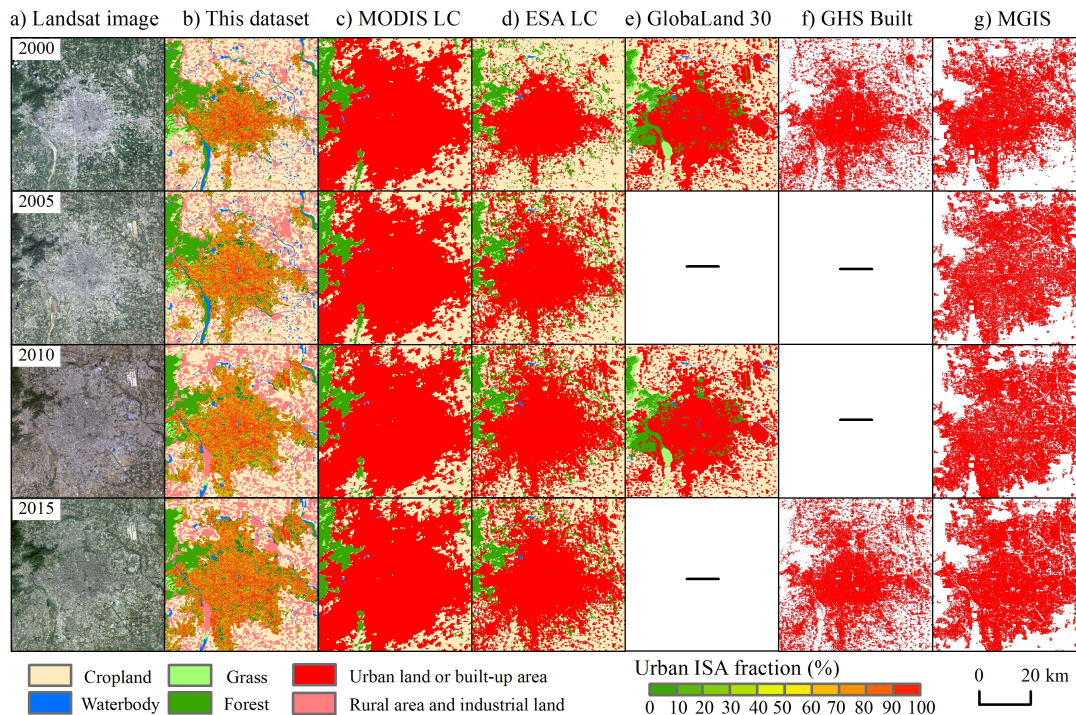 a) Landsat image b) This dataset c) MODIS LC d) ESA LC e) GlobaLand 30 f) GHS Built g) MGIS
2000
2005
2010
2015
Cropland Grass Urban land or built-up area
Waterbody Forest Rural area and industrial land
Urban ISA fraction (%)
0 10 20 30 40 50 60 70 80 90 100
0 20 km